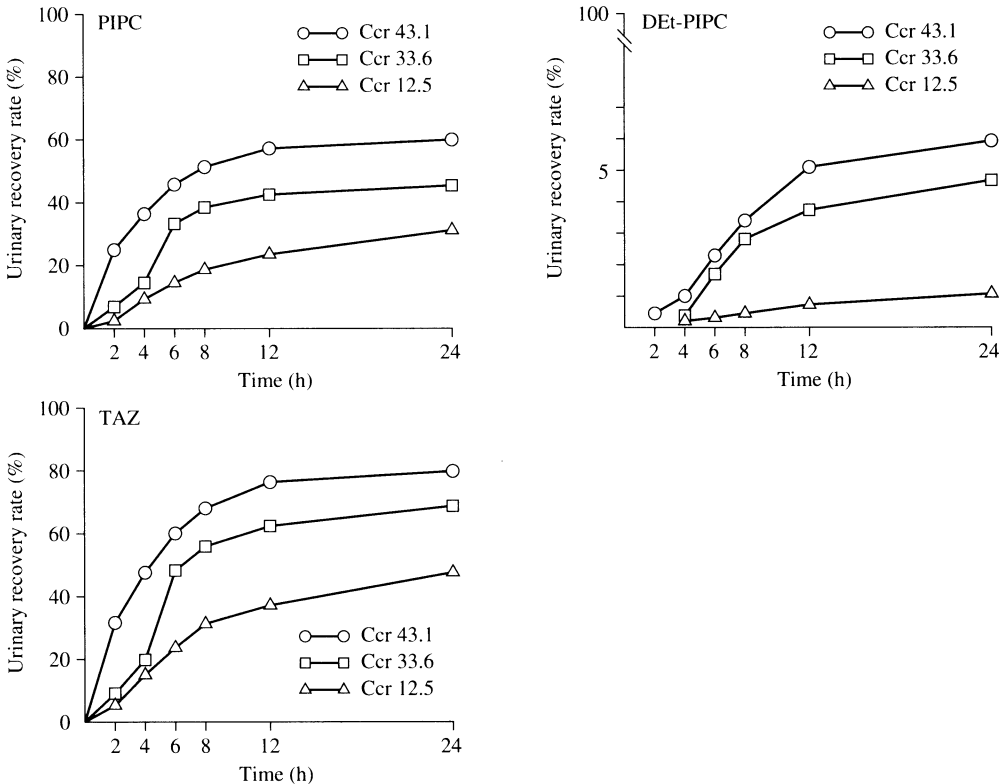 PIPC
Ccr 43.1
Ccr 33.6
Ccr 12.5
Urinary recovery rate (%)
100
80
60
40
20
0
2 4 6 8 12 24
Time (h)
DEt-PIPC
Ccr 43.1
Ccr 33.6
Ccr 12.5
Urinary recovery rate (%)
100
5
2 4 6 8 12 24
Time (h)
TAZ
Ccr 43.1
Ccr 33.6
Ccr 12.5
Urinary recovery rate (%)
100
80
60
40
20
0
2 4 6 8 12 24
Time (h)